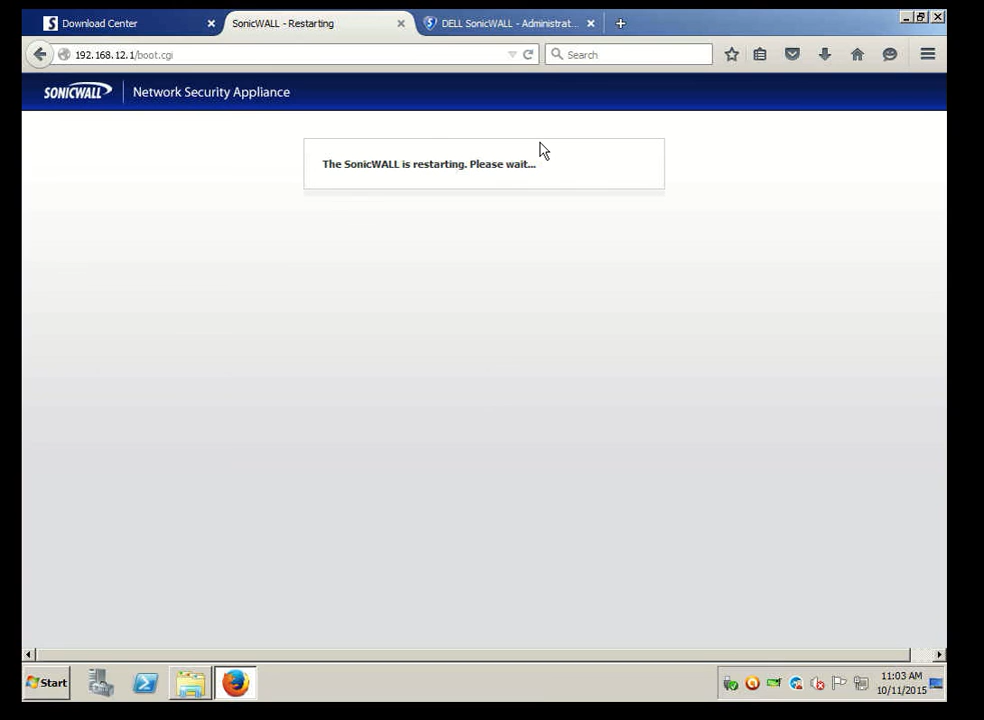 Download Center
SonicWALL - Restarting
DELL SonicWALL - Administrat...
192.168.12.1/boot.cgi
Search
SONICWALL
Network Security Appliance
The SonicWALL is restarting. Please wait...
Start
11:03 AM
10/11/2015